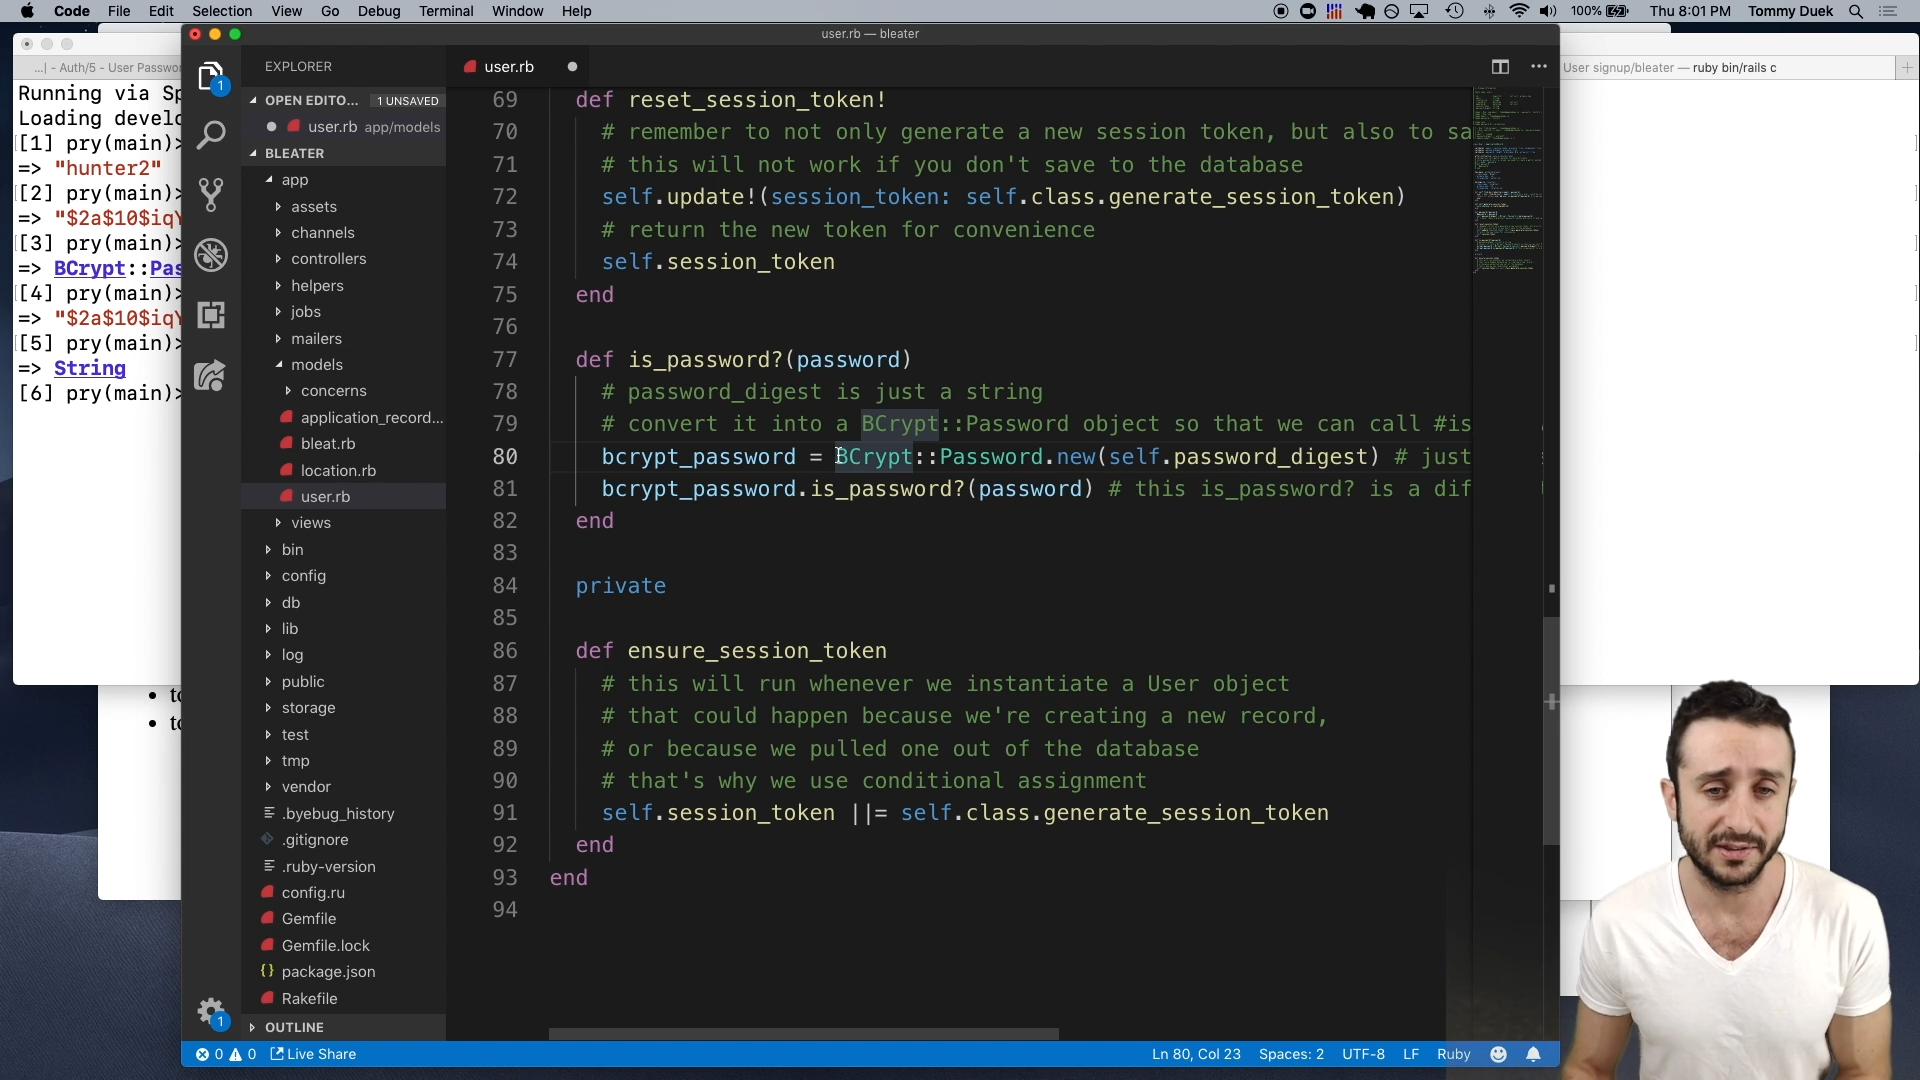 Code File Edit Selection View Go Debug Terminal Window Help
100% Thu 8:01 PM Tommy Duek
user.rb — bleater
- Auth/5 - User Passwor
Running via Sp
Loading develo
[1] pry(main)>
=> "hunter2"
[2] pry(main)>
=> "$2a$10$iqY
[3] pry(main)>
=> BCrypt::Pas
[4] pry(main)>
=> "$2a$10$iqY
[5] pry(main)>
=> String
[6] pry(main)>
EXPLORER
OPEN EDITO... 1 UNSAVED
user.rb app/models
BLEATER
app
assets
channels
controllers
helpers
jobs
mailers
models
concerns
application_record...
bleat.rb
location.rb
user.rb
views
bin
config
db
lib
log
public
storage
test
tmp
vendor
.byebug_history
.gitignore
.ruby-version
config.ru
Gemfile
Gemfile.lock
package.json
Rakefile
OUTLINE
1
1
user.rb
69 def reset_session_token!
70 # remember to not only generate a new session token, but also to sa
71 # this will not work if you don't save to the database
72 self.update!(session_token: self.class.generate_session_token)
73 # return the new token for convenience
74 self.session_token
75 end
76
77 def is_password?(password)
78 # password_digest is just a string
79 # convert it into a BCrypt::Password object so that we can call #is
80 bcrypt_password = BCrypt::Password.new(self.password_digest) # just
81 bcrypt_password.is_password?(password) # this is_password? is a dif
82 end
83
84 private
85
86 def ensure_session_token
87 # this will run whenever we instantiate a User object
88 # that could happen because we're creating a new record,
89 # or because we pulled one out of the database
90 # that's why we use conditional assignment
91 self.session_token ||= self.class.generate_session_token
92 end
93 end
94
User signup/bleater — ruby bin/rails c
0 0 Live Share
Ln 80, Col 23 Spaces: 2 UTF-8 LF Ruby